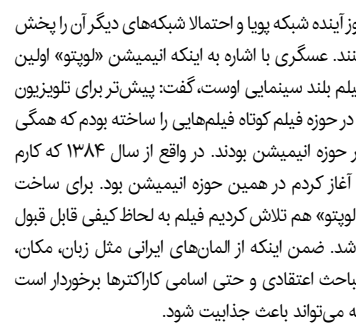 وز آینده شبکه پویا و احتمالا شبکه‌های دیگر آن را پخش
نند. عسگری با اشاره به اینکه انیمیشن «لوپتو» اولین
یلم بلند سینمایی اوست، گفت: پیش‌تر برای تلویزیون
در حوزه فیلم کوتاه فیلم‌هایی را ساخته بودم که همگی
ر حوزه انیمیشن بودند. در واقع از سال ۱۳۸۴ که کارم
آغاز کردم در همین حوزه انیمیشن بود. برای ساخت
لوپتو» هم تلاش کردیم فیلم به لحاظ کیفی قابل قبول
شد. ضمن اینکه از المان‌های ایرانی مثل زبان، مکان،
باحث اعتقادی و حتی اسامی کاراکترها برخوردار است
ه می‌تواند باعث جذابیت شود.